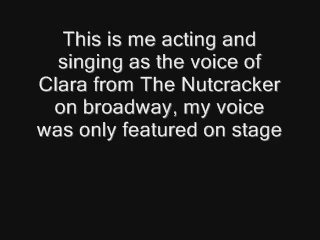 This is me acting and
singing as the voice of
Clara from The Nutcracker
on broadway, my voice
was only featured on stage